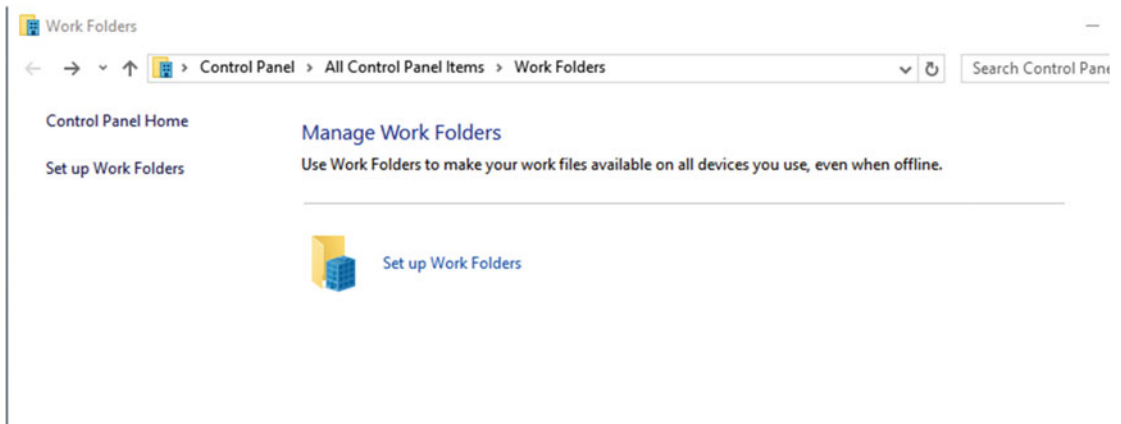 Work Folders
Control Panel > All Control Panel Items > Work Folders
Search Control Pane
Control Panel Home
Set up Work Folders
Manage Work Folders
Use Work Folders to make your work files available on all devices you use, even when offline.
Set up Work Folders